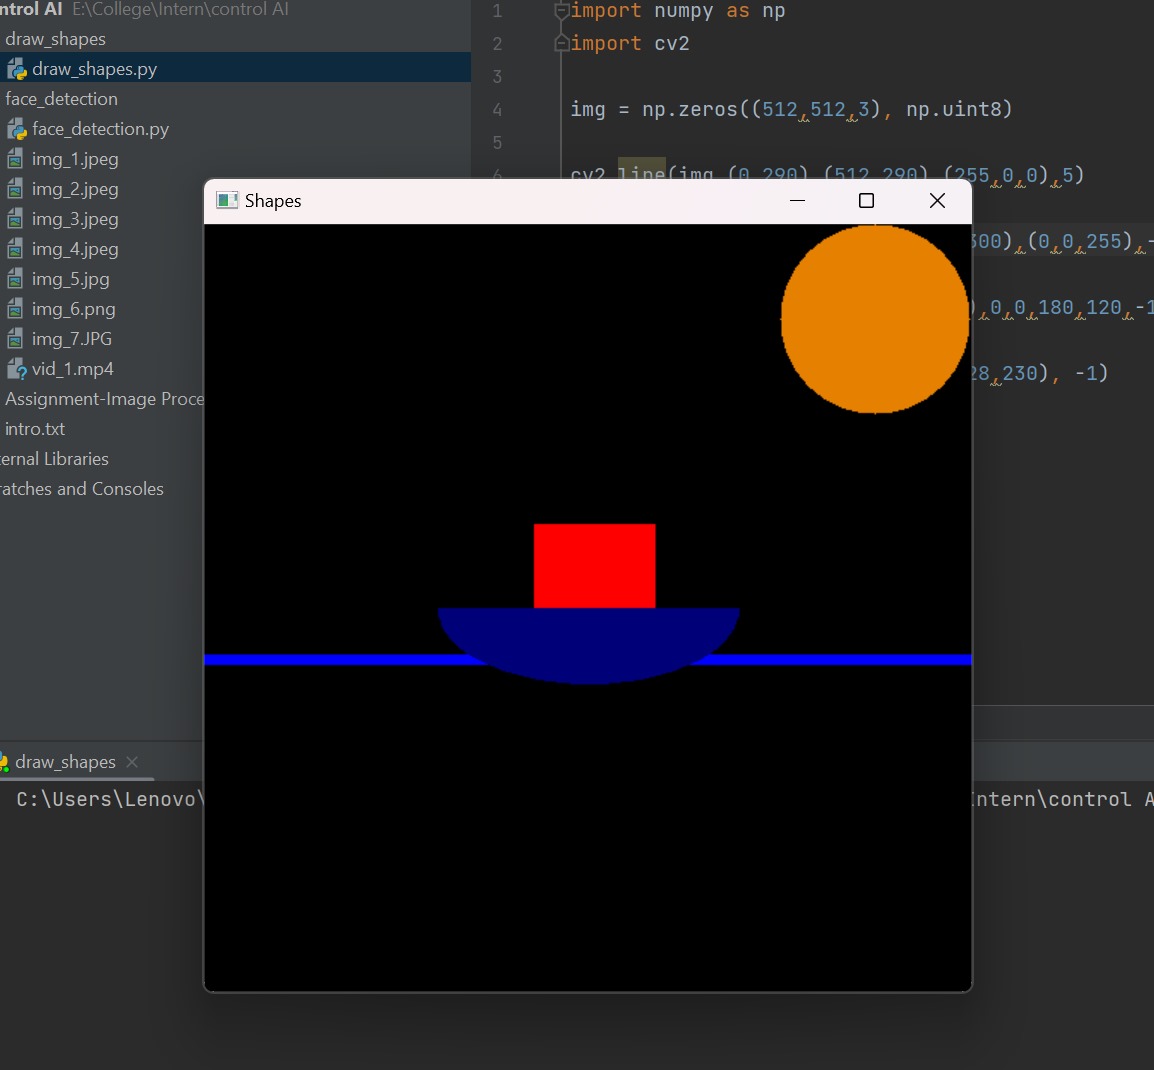 ntrol AI E:\College\Intern\control AI
draw_shapes
draw_shapes.py
face_detection
face_detection.py
img_1.jpeg
img_2.jpeg
img_3.jpeg
img_4.jpeg
img_5.jpg
img_6.png
img_7.JPG
vid_1.mp4
Assignment-Image Proce
intro.txt
ernal Libraries
ratches and Consoles
1 import numpy as np
2 import cv2
3
4 img = np.zeros((512,512,3), np.uint8)
5
6 cv2.line(img,(0,290),(512,290),(255,0,0),5)
300),(0,0,255),-
),0,0,180,120,-1
28,230), -1)
Shapes
draw_shapes
C:\Users\Lenovo\
Intern\control A